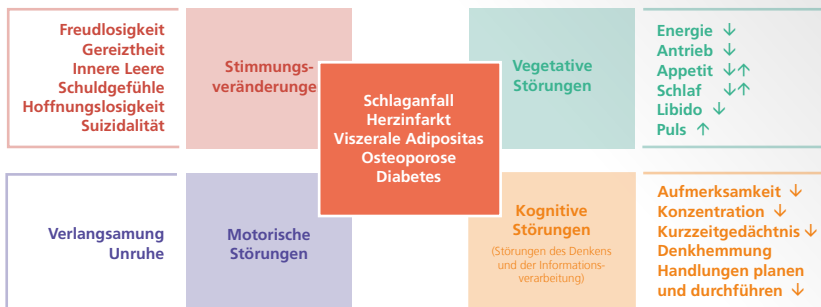 Freudlosigkeit
Gereiztheit
Innere Leere
Schuldgefühle
Hoffnungslosigkeit
Suizidalität
Stimmungs-
veränderunge
Schlaganfall
Herzinfarkt
Viszerale Adipositas
Osteoporose
Diabetes
Vegetative
Störungen
Energie ↓
Antrieb ↓
Appetit ↓↑
Schlaf ↓↑
Libido ↓
Puls ↑
Verlangsamung
Unruhe
Motorische
Störungen
Kognitive
Störungen
(Störungen des Denkens
und der Informations-
verarbeitung)
Aufmerksamkeit ↓
Konzentration ↓
Kurzzeitgedächtnis ↓
Denkhemmung
Handlungen planen
und durchführen ↓